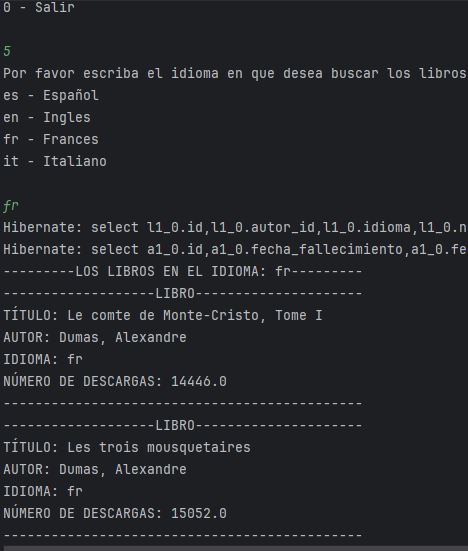 0 - Salir
5
Por favor escriba el idioma en que desea buscar los libros
es - Español
en - Ingles
fr - Frances
it - Italiano
fr
Hibernate: select l1_0.id,l1_0.autor_id,l1_0.idioma,l1_0.n
Hibernate: select a1_0.id,a1_0.fecha_fallecimiento,a1_0.fe
---------LOS LIBROS EN EL IDIOMA: fr---------
-------------------LIBRO---------------------
TÍTULO: Le comte de Monte-Cristo, Tome I
AUTOR: Dumas, Alexandre
IDIOMA: fr
NÚMERO DE DESCARGAS: 14446.0
---------------------------------------------
-------------------LIBRO---------------------
TÍTULO: Les trois mousquetaires
AUTOR: Dumas, Alexandre
IDIOMA: fr
NÚMERO DE DESCARGAS: 15052.0
---------------------------------------------